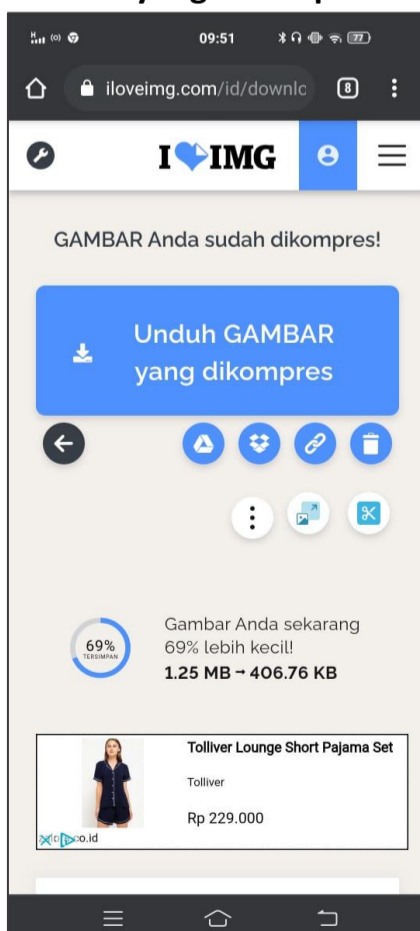 09:51
77
iloveimg.com/id/downlc
8
I IMG
GAMBAR Anda sudah dikompres!
Unduh GAMBAR
yang dikompres
69%
TERSIMPAN
Gambar Anda sekarang
69% lebih kecil!
1.25 MB → 406.76 KB
Tolliver Lounge Short Pajama Set
Tolliver
Rp 229.000